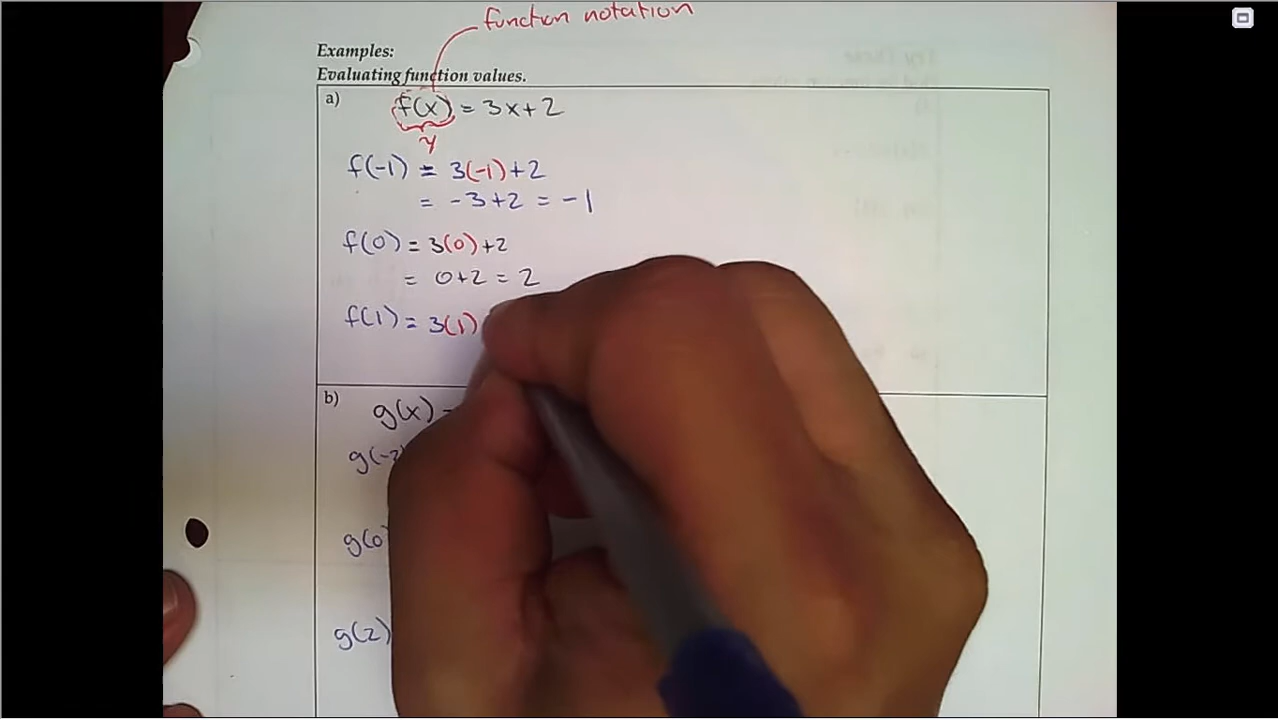 function notation
Examples:
Evaluating function values.
a) f(x) = 3x+2
y
f(-1) = 3(-1)+2
= -3+2 = -1
f(0) = 3(0)+2
= 0+2 = 2
f(1) = 3(1)
b) g(x) =
g(-2
g(0
g(2)